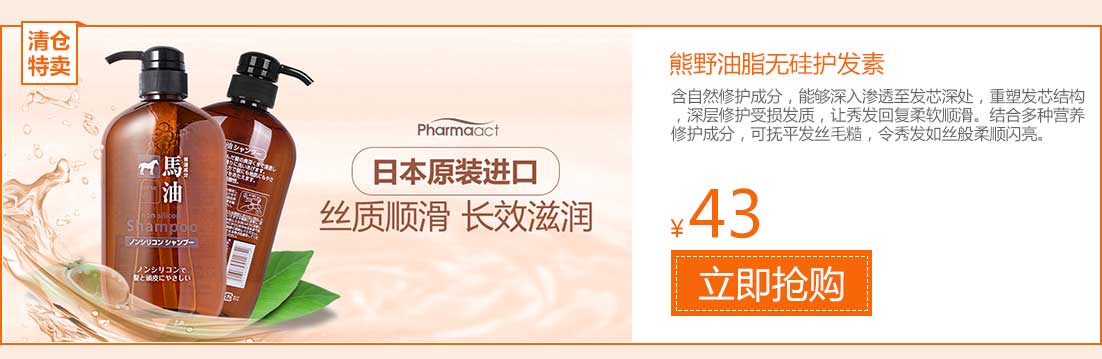 清仓
特卖
Pharmaact
日本原装进口
丝质顺滑 长效滋润
馬油
non silicon
Shampoo
ノンシリコン シャンプー
ノンシリコンで
髪と頭皮にやさしい
熊野油脂无硅护发素
含自然修护成分，能够深入渗透至发芯深处，重塑发芯结构
，深层修护受损发质，让秀发回复柔软顺滑。结合多种营养
修护成分，可抚平发丝毛糙，令秀发如丝般柔顺闪亮。
¥43
立即抢购